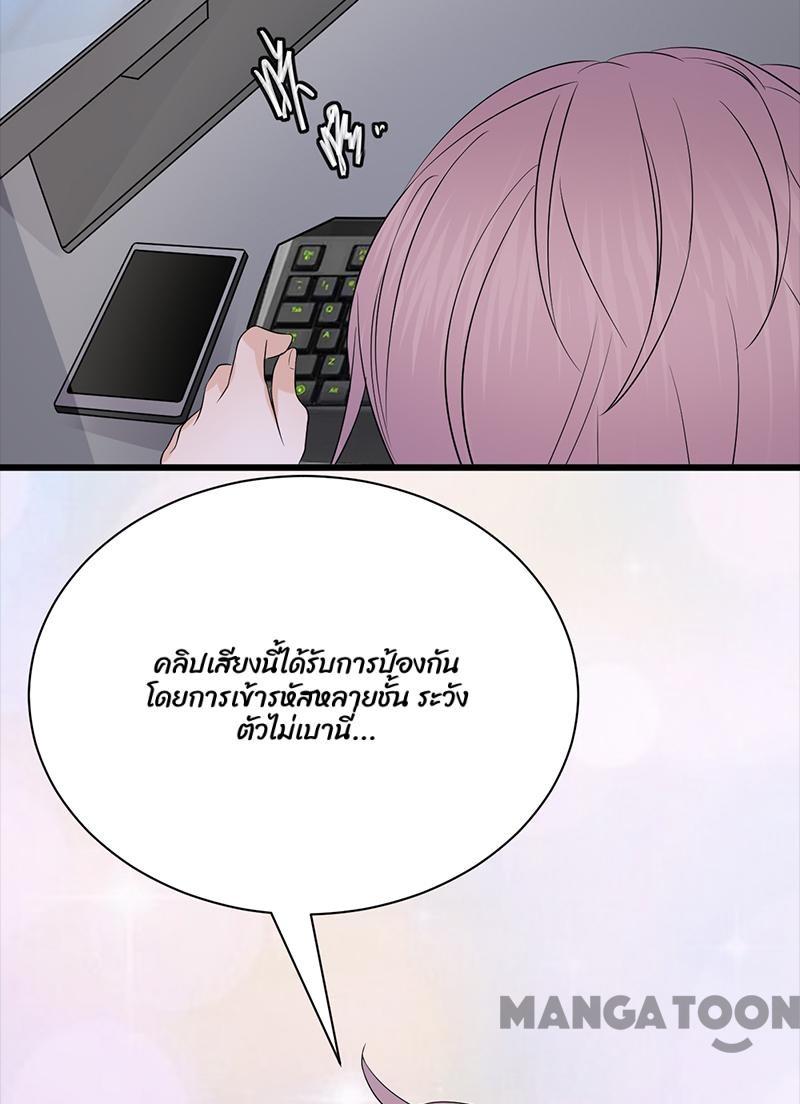 Tab
Q
A
Z
Alt
คลิปเสียงนี้ได้รับการป้องกัน
โดยการเข้ารหัสหลายชั้น ระวัง
ตัวไม่เบานี่...
MANGATOON